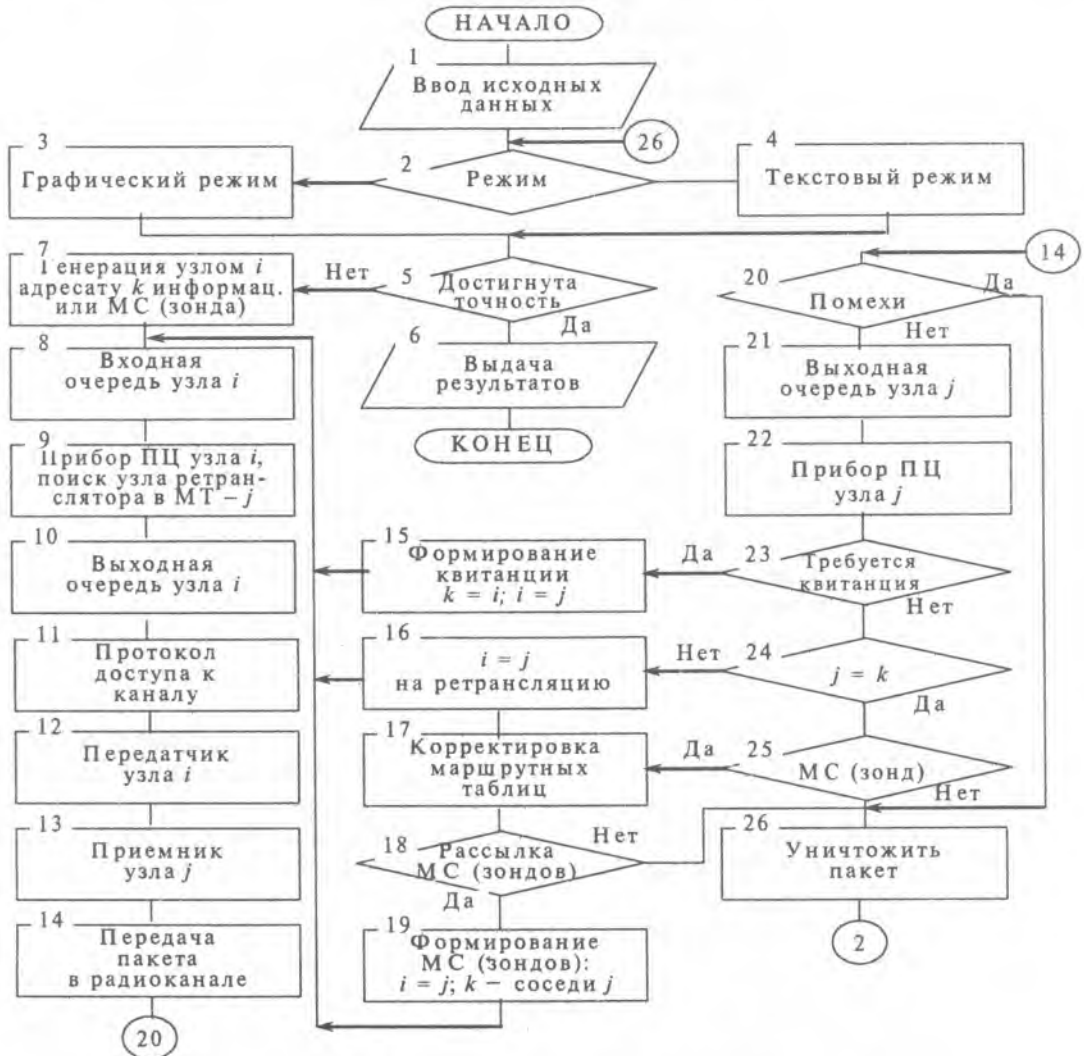 НАЧАЛО
1
Ввод исходных
данных
26
3
Графический режим
2
Режим
4
Текстовый режим
14
7
Генерация узлом i
адресату k информац.
или МС (зонда)
Нет
5
Достигнута
точность
Да
20
Помехи
Да
Нет
6
Выдача
результатов
КОНЕЦ
8
Входная
очередь узла i
21
Выходная
очередь узла j
9
Прибор ПЦ узла i,
поиск узла ретран-
слятора в МТ – j
22
Прибор ПЦ
узла j
10
Выходная
очередь узла i
15
Формирование
квитанции
k = i; i = j
Да
23
Требуется
квитанция
Нет
11
Протокол
доступа к
каналу
16
i = j
на ретрансляцию
Нет
24
j = k
Да
12
Передатчик
узла i
17
Корректировка
маршрутных
таблиц
Да
25
МС (зонд)
Нет
13
Приемник
узла j
18
Рассылка
МС (зондов)
Нет
Да
26
Уничтожить
пакет
2
14
Передача
пакета
в радиоканале
20
19
Формирование
МС (зондов):
i = j; k – соседи j